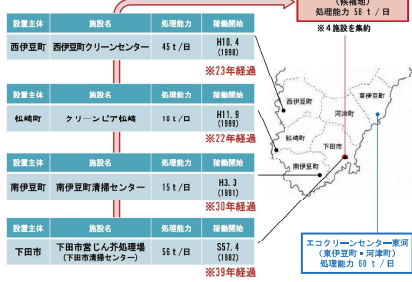 (候補地)
処理能力 58 t/日
※4施設を集約
設置主体 施設名 処理能力 稼働開始
西伊豆町 西伊豆町クリーンセンター 45t/日 H10.4
(1998)
※23年経過
設置主体 施設名 処理能力 稼働開始
松崎町 クリーンピア松崎 16t/日 H11.9
(1999)
※22年経過
設置主体 施設名 処理能力 稼働開始
南伊豆町 南伊豆町清掃センター 15t/日 H3.3
(1991)
※30年経過
設置主体 施設名 処理能力 稼働開始
下田市 下田市営じん芥処理場
(下田市清掃センター) 56t/日 S57.4
(1982)
※39年経過
西伊豆町
東伊豆町
河津町
松崎町
下田市
南伊豆町
エコクリーンセンター東河
(東伊豆町・河津町)
処理能力 60 t/日